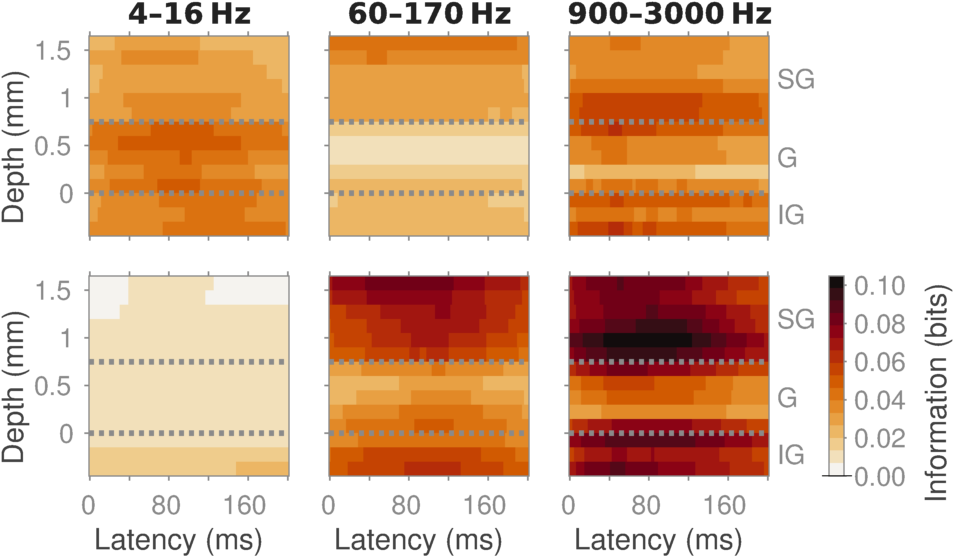 4–16 Hz 60–170 Hz 900–3000 Hz
Depth (mm)
1.5
1
0.5
0
SG
G
IG
Depth (mm)
1.5
1
0.5
0
SG
G
IG
0.10
0.08
0.06
0.04
0.02
0.00
Information (bits)
0 80 160 0 80 160 0 80 160
Latency (ms) Latency (ms) Latency (ms)